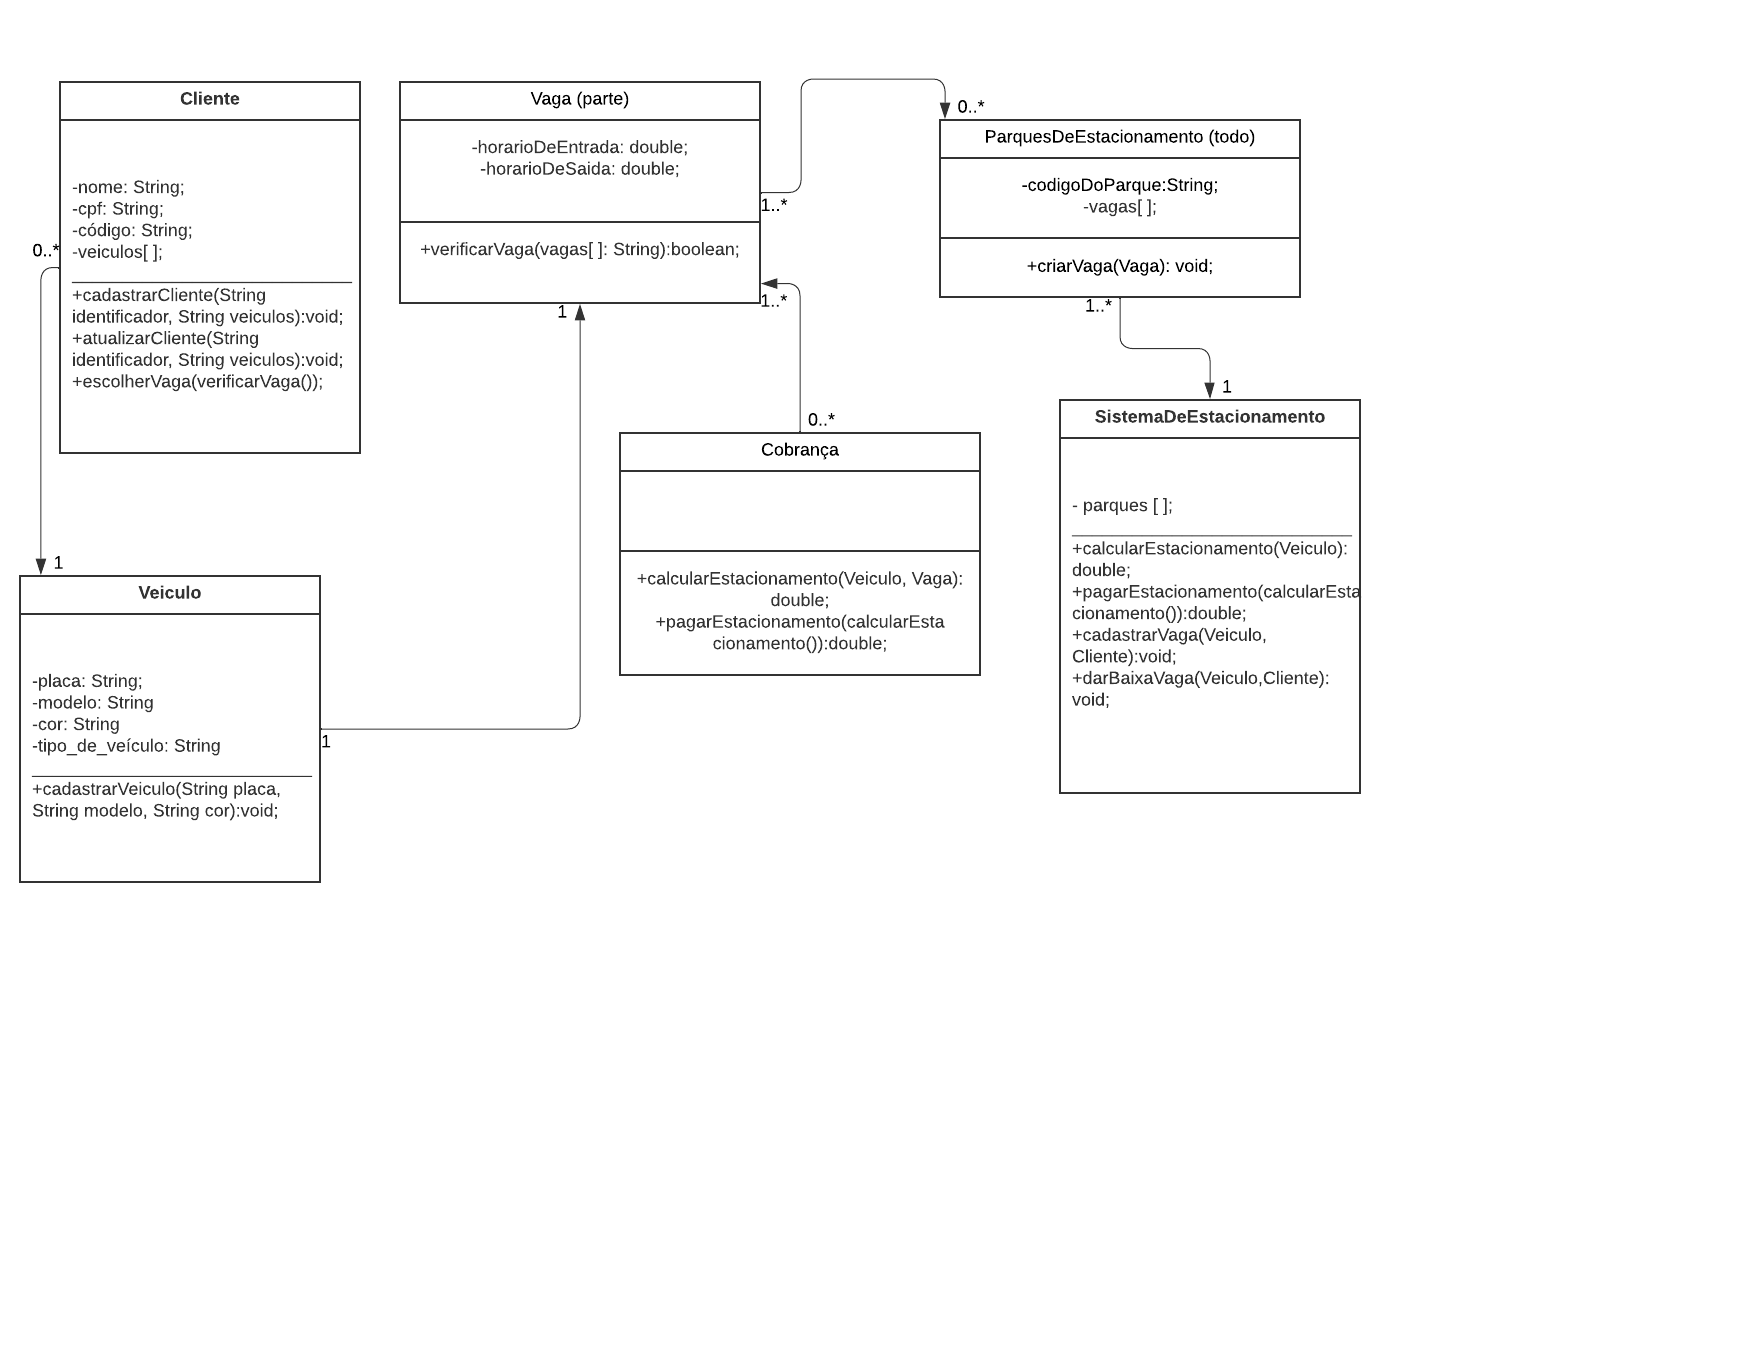 Cliente
-nome: String;
-cpf: String;
-código: String;
-veiculos[ ];
+cadastrarCliente(String
identificador, String veiculos):void;
+atualizarCliente(String
identificador, String veiculos):void;
+escolherVaga(verificarVaga());
0..*
1
Vaga (parte)
-horarioDeEntrada: double;
-horarioDeSaida: double;
+verificarVaga(vagas[ ]: String):boolean;
1..*
0..*
1
1..*
ParquesDeEstacionamento (todo)
-codigoDoParque:String;
-vagas[ ];
+criarVaga(Vaga): void;
1..*
1
Cobrança
0..*
+calcularEstacionamento(Veiculo, Vaga):
double;
+pagarEstacionamento(calcularEsta
cionamento()):double;
SistemaDeEstacionamento
- parques [ ];
+calcularEstacionamento(Veiculo):
double;
+pagarEstacionamento(calcularEsta
cionamento()):double;
+cadastrarVaga(Veiculo,
Cliente):void;
+darBaixaVaga(Veiculo,Cliente):
void;
Veiculo
-placa: String;
-modelo: String
-cor: String
-tipo_de_veículo: String
+cadastrarVeiculo(String placa,
String modelo, String cor):void;
1